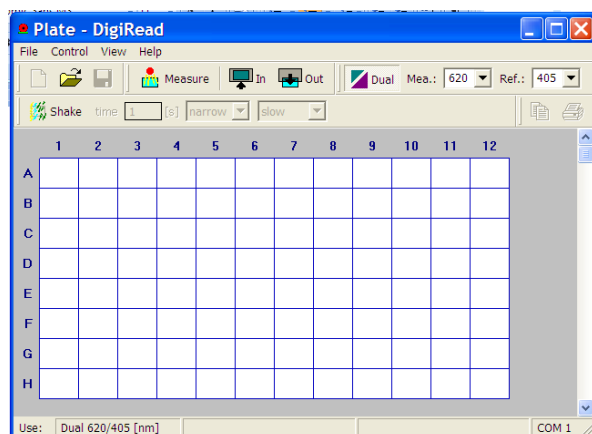 Plate - DigiRead
File Control View Help
Measure In Out Dual Mea.: 620 Ref.: 405
Shake time 1 [s] narrow slow
1 2 3 4 5 6 7 8 9 10 11 12
A
B
C
D
E
F
G
H
Use: Dual 620/405 [nm] COM 1